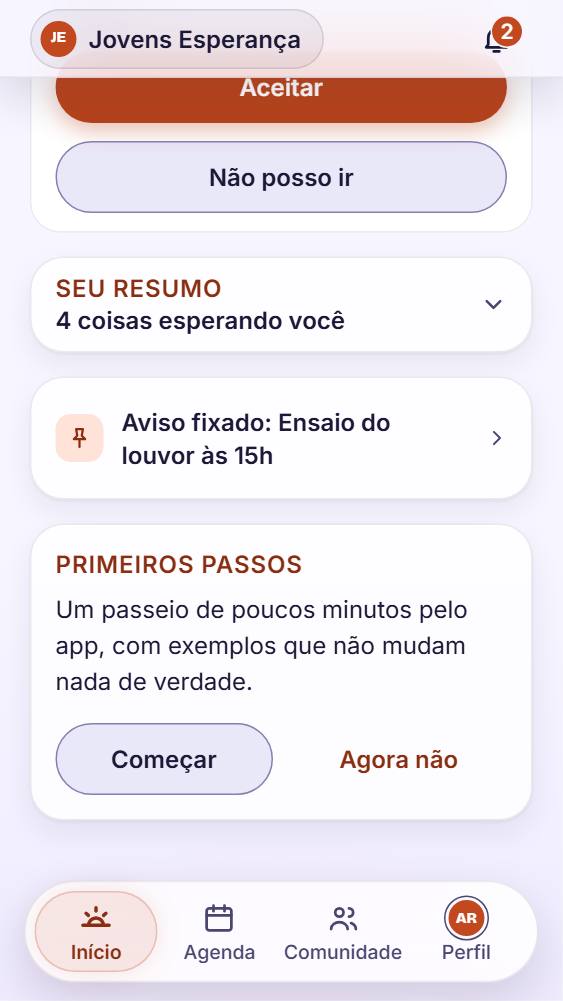 JE Jovens Esperança 2
Aceitar
Não posso ir
SEU RESUMO
4 coisas esperando você
Aviso fixado: Ensaio do
louvor às 15h
PRIMEIROS PASSOS
Um passeio de poucos minutos pelo
app, com exemplos que não mudam
nada de verdade.
Começar Agora não
AR
Início Agenda Comunidade Perfil